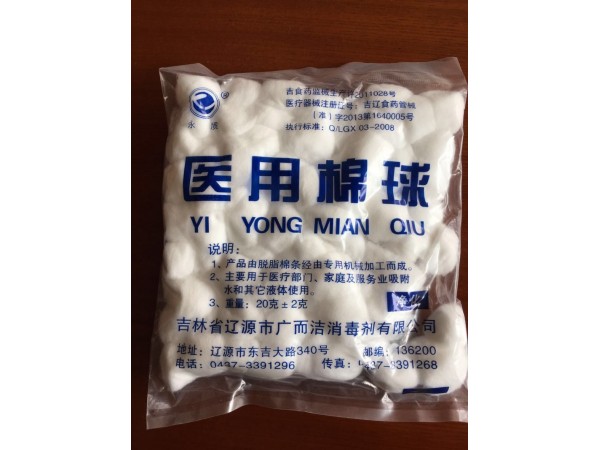 吉食药监械生产许2011028号
医疗器械注册证号：吉辽食药管械
（准）字2013第1640005号
执行标准：Q/LGX 03-2008
®
医用棉球
YI YONG MIAN QIU
说明：
1、产品由脱脂棉条经由专用机械加工而成。
2、主要用于医疗部门、家庭及服务业吸附
水和其它液体使用。
3、重量：20克±2克
吉林省辽源市广而洁消毒剂有限公司
地址：辽源市东吉大路340号 邮编：136200
电话：0437-3391296 传真：0437-3391268